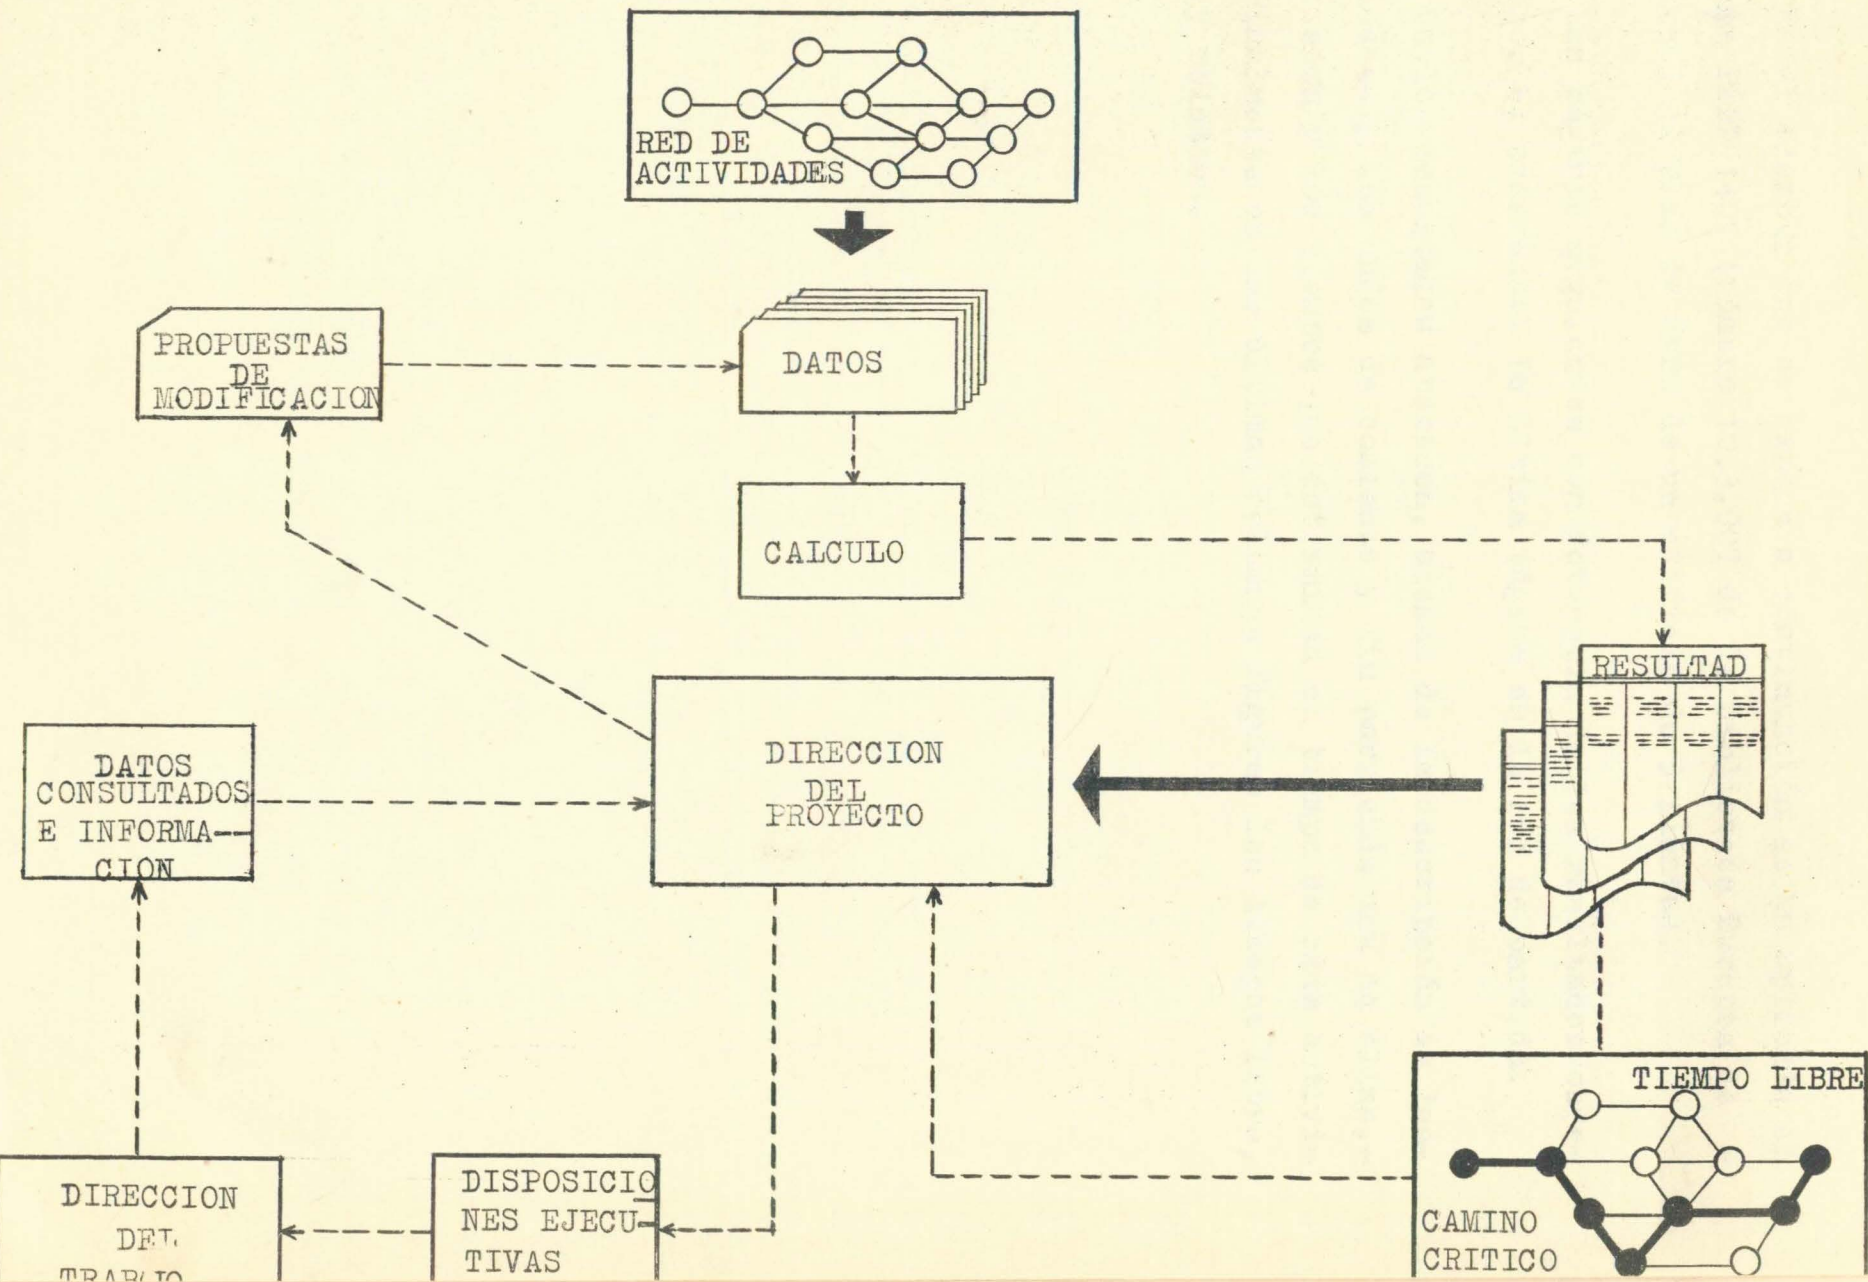 RED DE
ACTIVIDADES
PROPUESTAS
DE
MODIFICACION
DATOS
CALCULO
RESULTAD
DIRECCION
DEL
PROYECTO
DATOS
CONSULTADOS
E INFORMA-
CION
TIEMPO LIBRE
CAMINO
CRITICO
DISPOSICIO
NES EJECU-
TIVAS
DIRECCION
DEL